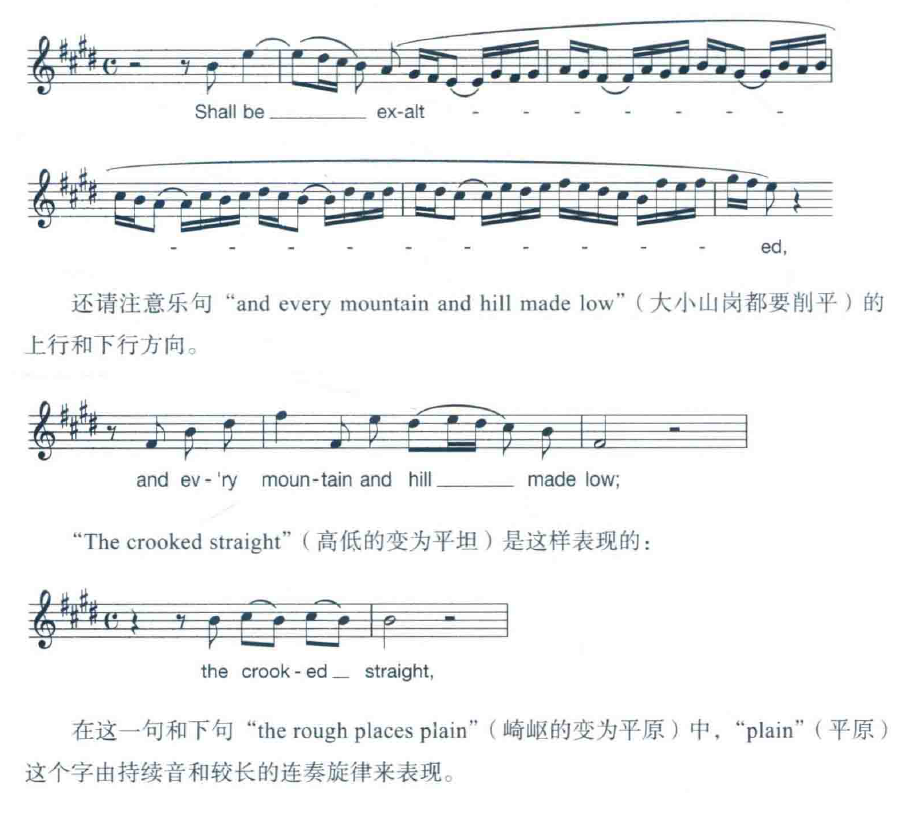 Shall be ________ ex-alt - - - - - -
- - - - - - - - - - ed,
还请注意乐句“and every mountain and hill made low”（大小山岗都要削平）的
上行和下行方向。
and ev-'ry moun-tain and hill ______ made low;
“The crooked straight”（高低的变为平坦）是这样表现的：
the crook-ed __ straight,
在这一句和下句“the rough places plain”（崎岖的变为平原）中，“plain”（平原）
这个字由持续音和较长的连奏旋律来表现。